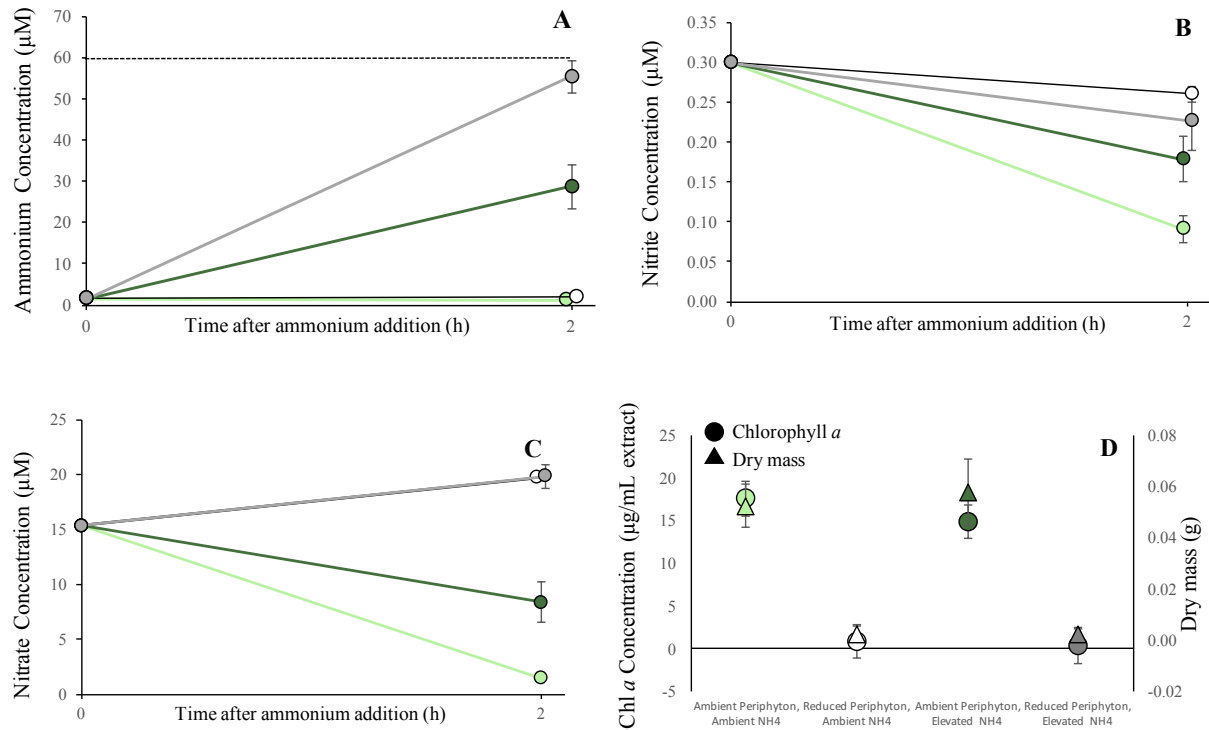 A
Ammonium Concentration (µM)
70
60
50
40
30
20
10
0
0
2
Time after ammonium addition (h)
B
Nitrite Concentration (µM)
0.35
0.30
0.25
0.20
0.15
0.10
0.05
0.00
0
2
Time after ammonium addition (h)
C
Nitrate Concentration (µM)
25
20
15
10
5
0
0
2
Time after ammonium addition (h)
D
Chlorophyll a
Dry mass
Chl a Concentration (µg/mL extract)
25
20
15
10
5
0
-5
0.08
0.06
0.04
0.02
0.00
-0.02
Dry mass (g)
Ambient Periphyton,
Ambient NH4
Reduced Periphyton,
Ambient NH4
Ambient Periphyton,
Elevated NH4
Reduced Periphyton,
Elevated NH4